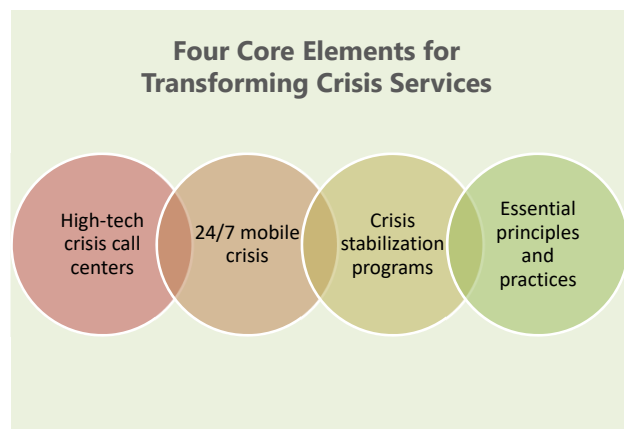 Four Core Elements for
Transforming Crisis Services
High-tech
crisis call
centers
24/7 mobile
crisis
Crisis
stabilization
programs
Essential
principles
and
practices